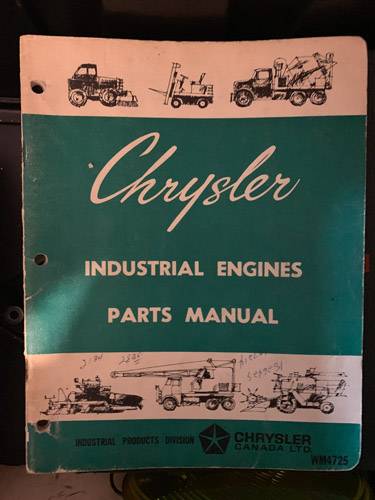 Chrysler
INDUSTRIAL ENGINES
PARTS MANUAL
INDUSTRIAL PRODUCTS DIVISION
CHRYSLER
CANADA LTD.
WM4725